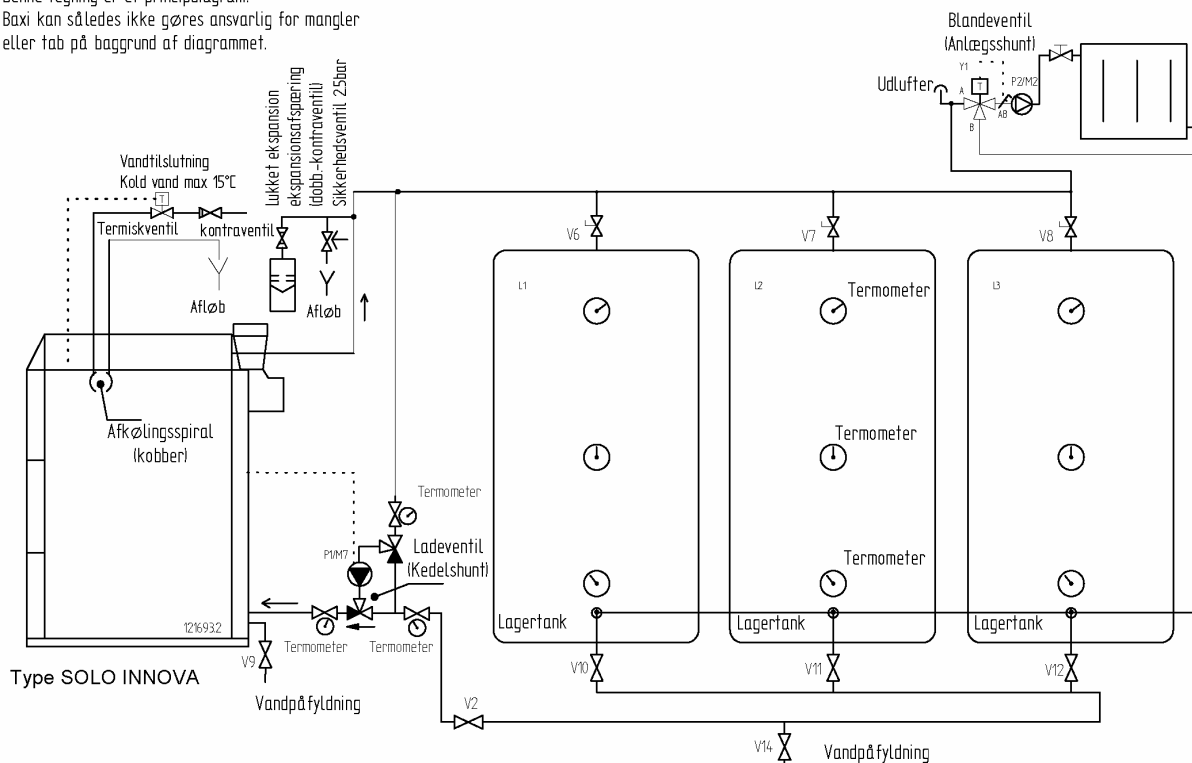 Baxi kan således ikke gøres ansvarlig for mangler
eller tab på baggrund af diagrammet.
Blandeventil
(Anlægsshunt)
Y1
T
P2/M2
Udlufter
A
AB
B
Lukket ekspansion
ekspansionsafspæring
(dobb.-kontraventil)
Sikkerhedsventil 2.5bar
Vandtilslutning
Kold vand max 15°C
T
Termiskventil
kontraventil
Afløb
Afløb
V6
V7
V8
L1
L2
L3
Termometer
Afkølingsspiral
(kobber)
Termometer
Termometer
P1/M7
Ladeventil
(Kedelshunt)
Termometer
121693.2
Termometer
Termometer
Lagertank
Lagertank
Lagertank
V9
V10
V11
V12
Type SOLO INNOVA
Vandpåfyldning
V2
V14
Vandpåfyldning